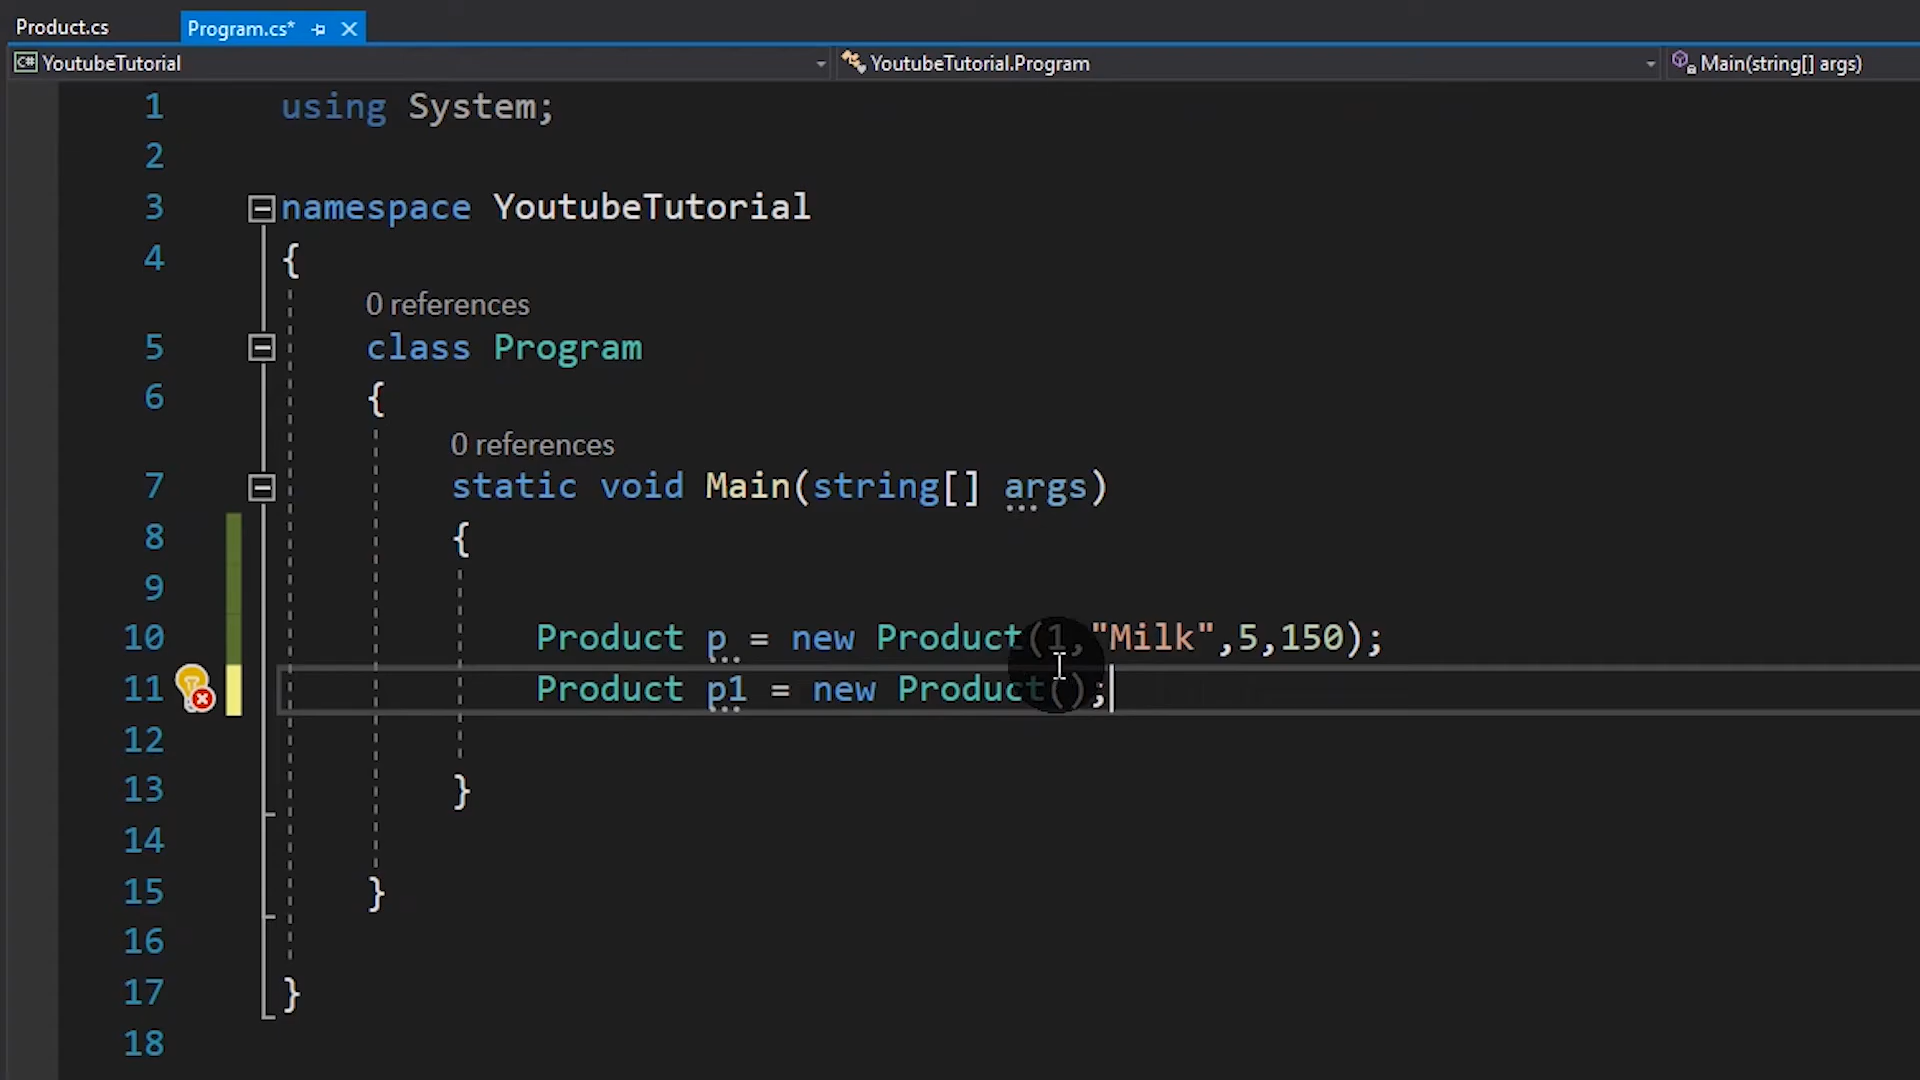 Product.cs Program.cs*
C# YoutubeTutorial YoutubeTutorial.Program Main(string[] args)
1 using System;
2
3 namespace YoutubeTutorial
4 {
0 references
5 class Program
6 {
0 references
7 static void Main(string[] args)
8 {
9
10 Product p = new Product(1,"Milk",5,150);
11 Product p1 = new Product();
12
13 }
14
15 }
16
17 }
18